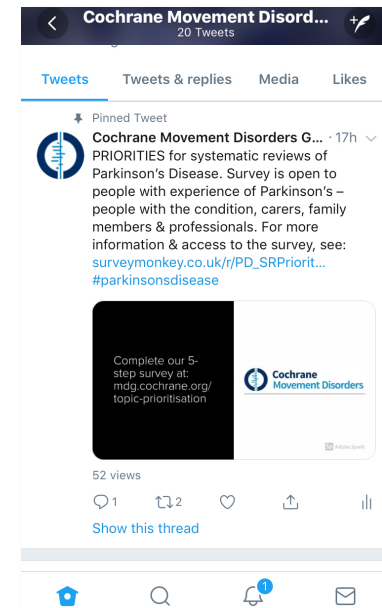 Cochrane Movement Disord...
20 Tweets
Tweets Tweets & replies Media Likes
Pinned Tweet
Cochrane Movement Disorders G... · 17h
PRIORITIES for systematic reviews of
Parkinson's Disease. Survey is open to
people with experience of Parkinson's –
people with the condition, carers, family
members & professionals. For more
information & access to the survey, see:
surveymonkey.co.uk/r/PD_SRPriorit...
#parkinsonsdisease
Complete our 5-
step survey at:
mdg.cochrane.org/
topic-prioritisation
Cochrane
Movement Disorders
Adobe Spark
52 views
1 2
Show this thread
1